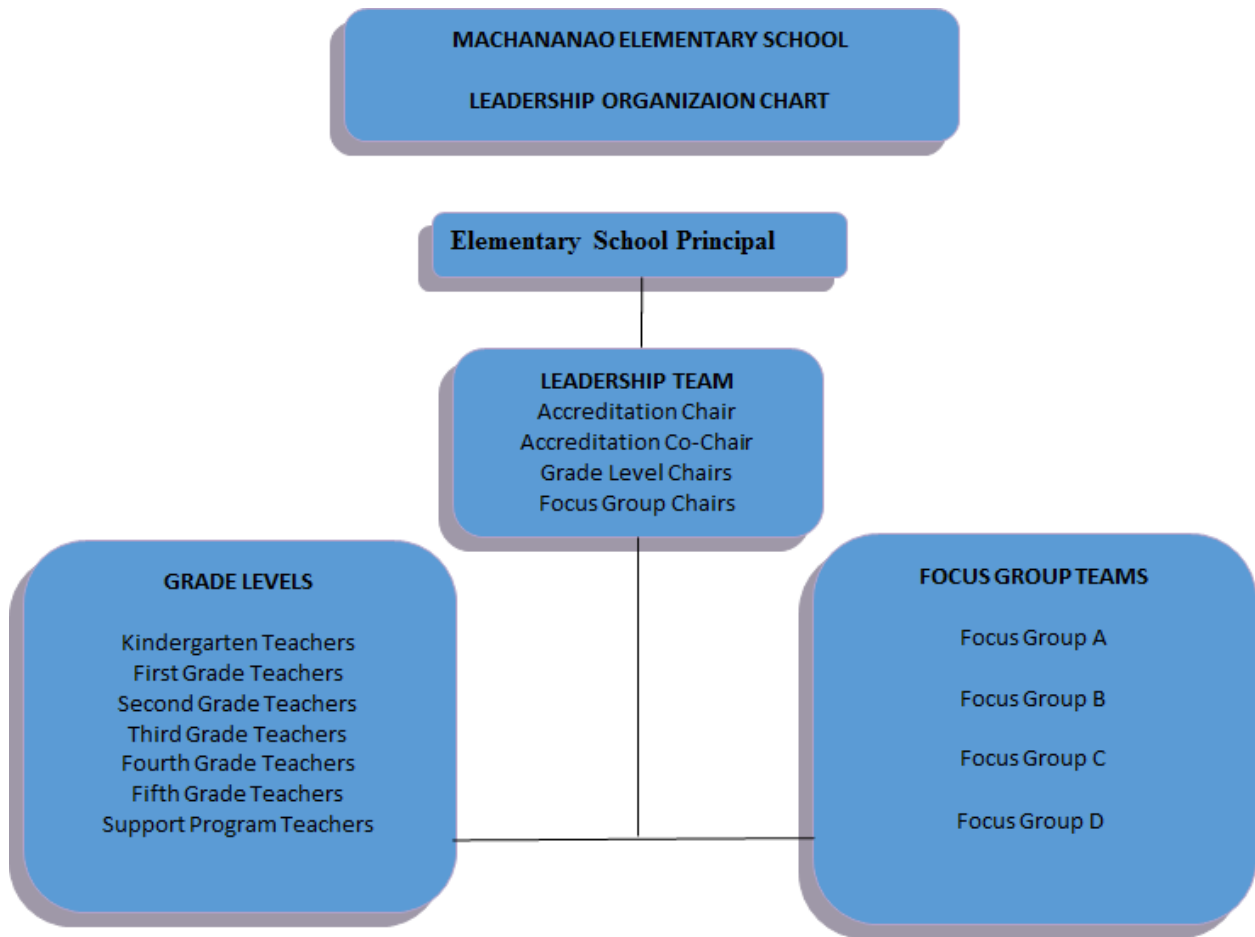 MACHANANAO ELEMENTARY SCHOOL
LEADERSHIP ORGANIZAION CHART
Elementary School Principal
LEADERSHIP TEAM
Accreditation Chair
Accreditation Co-Chair
Grade Level Chairs
Focus Group Chairs
GRADE LEVELS
Kindergarten Teachers
First Grade Teachers
Second Grade Teachers
Third Grade Teachers
Fourth Grade Teachers
Fifth Grade Teachers
Support Program Teachers
FOCUS GROUP TEAMS
Focus Group A
Focus Group B
Focus Group C
Focus Group D